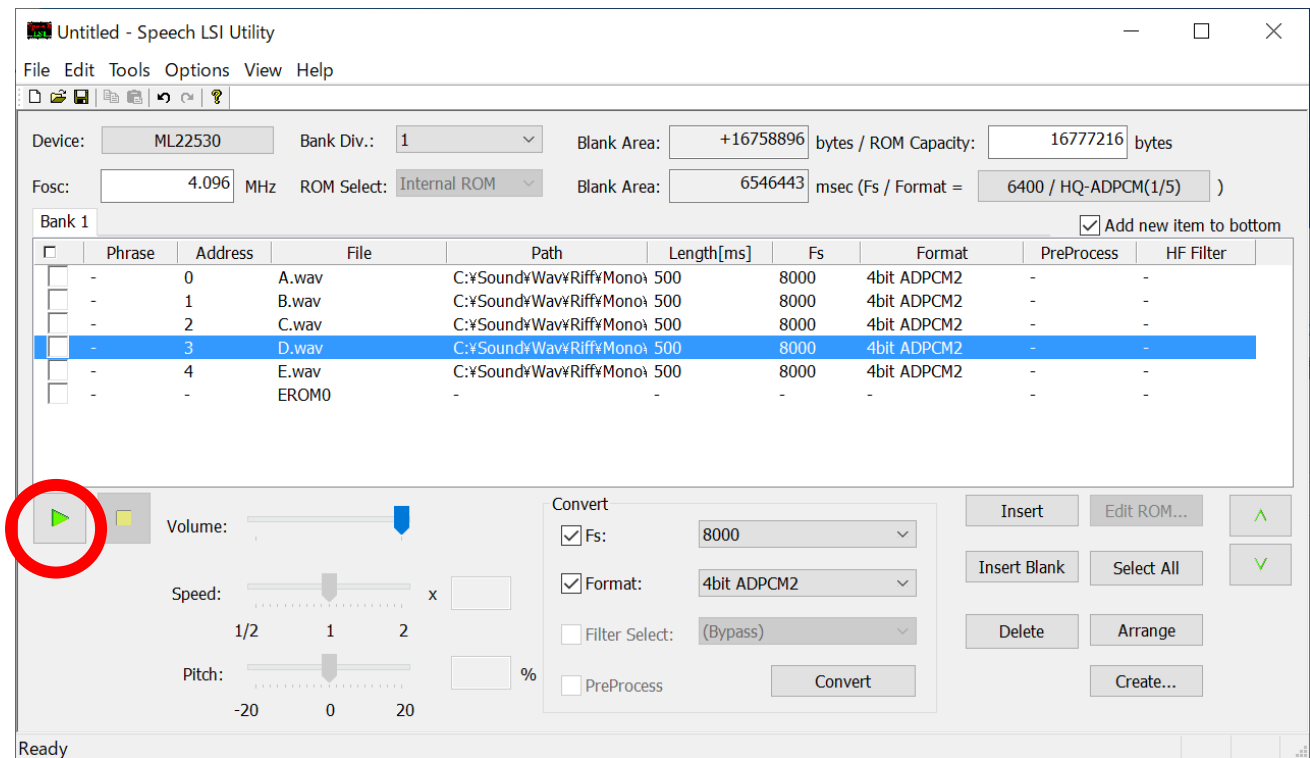 Untitled - Speech LSI Utility
File Edit Tools Options View Help
Device: ML22530 Bank Div.: 1 Blank Area: +16758896 bytes / ROM Capacity: 16777216 bytes
Fosc: 4.096 MHz ROM Select: Internal ROM Blank Area: 6546443 msec (Fs / Format = 6400 / HQ-ADPCM(1/5) )
Bank 1 Add new item to bottom
Phrase Address File Path Length[ms] Fs Format PreProcess HF Filter
- 0 A.wav C:¥Sound¥Wav¥Riff¥Mono¥ 500 8000 4bit ADPCM2 - -
- 1 B.wav C:¥Sound¥Wav¥Riff¥Mono¥ 500 8000 4bit ADPCM2 - -
- 2 C.wav C:¥Sound¥Wav¥Riff¥Mono¥ 500 8000 4bit ADPCM2 - -
- 3 D.wav C:¥Sound¥Wav¥Riff¥Mono¥ 500 8000 4bit ADPCM2 - -
- 4 E.wav C:¥Sound¥Wav¥Riff¥Mono¥ 500 8000 4bit ADPCM2 - -
- - EROM0 - - - - - -
Convert
Volume: Fs: 8000 Insert Edit ROM...
Speed: x Format: 4bit ADPCM2 Insert Blank Select All
1/2 1 2 Filter Select: (Bypass) Delete Arrange
Pitch: % PreProcess Convert Create...
-20 0 20
Ready